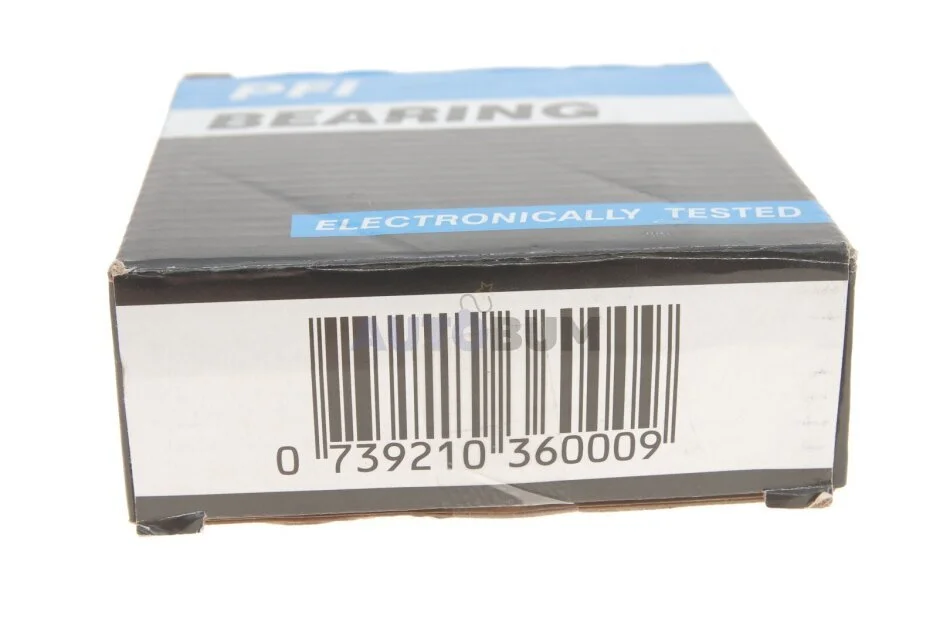 PFI
BEARING
ELECTRONICALLY TESTED
AUTOBUM
0 739210 360009